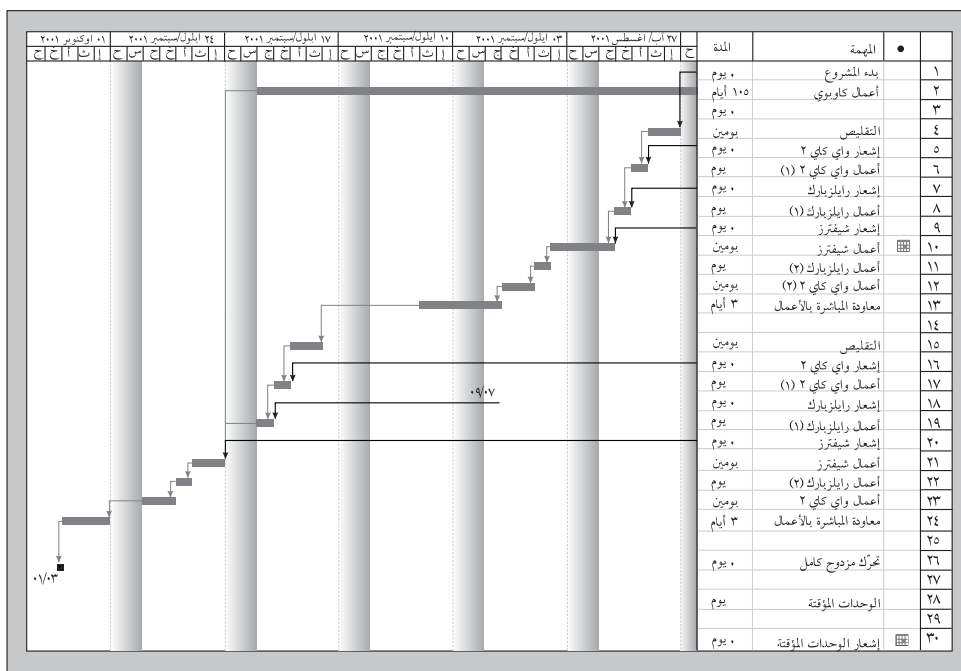 ● المهمة المدة ٢٧ آب/ اغسطس ٢٠٠١ ٠٣ ايلول/سبتمبر ٢٠٠١ ١٠ ايلول/سبتمبر ٢٠٠١ ١٧ ايلول/سبتمبر ٢٠٠١ ٢٤ ايلول/سبتمبر ٢٠٠١ ٠١ اوكتوبر ٢٠٠١
١ بدء المشروع ٠ يوم
٢ أعمال كاوبوي ١٠٥ أيام
٣ ٠ يوم
٤ التقليص يومين
٥ إشعار واي كاي ٢ ٠ يوم
٦ أعمال واي كاي ٢ (١) يوم
٧ إشعار رايلزبارك ٠ يوم
٨ أعمال رايلزبارك (١) يوم
٩ إشعار شيفترز ٠ يوم
١٠ أعمال شيفترز يومين
١١ أعمال رايلزبارك (٢) يوم
١٢ أعمال واي كاي ٢ (٢) يومين
١٣ معاودة المباشرة بالأعمال ٣ أيام
١٤
١٥ التقليص يومين
١٦ إشعار واي كاي ٢ ٠ يوم
١٧ أعمال واي كاي ٢ (١) يوم
١٨ إشعار رايلزبارك ٠ يوم ٠٩/٠٧
١٩ أعمال رايلزبارك (١) يوم
٢٠ إشعار شيفترز ٠ يوم
٢١ أعمال شيفترز يومين
٢٢ أعمال رايلزبارك (٢) يوم
٢٣ أعمال واي كاي ٢ يومين
٢٤ معاودة المباشرة بالأعمال ٣ أيام
٢٥
٢٦ تحرّك مزدوج كامل ٠ يوم
٠١/٠٣
٢٧
٢٨ الوحدات المؤقتة يوم
٢٩
٣٠ إشعار الوحدات المؤقتة ٠ يوم